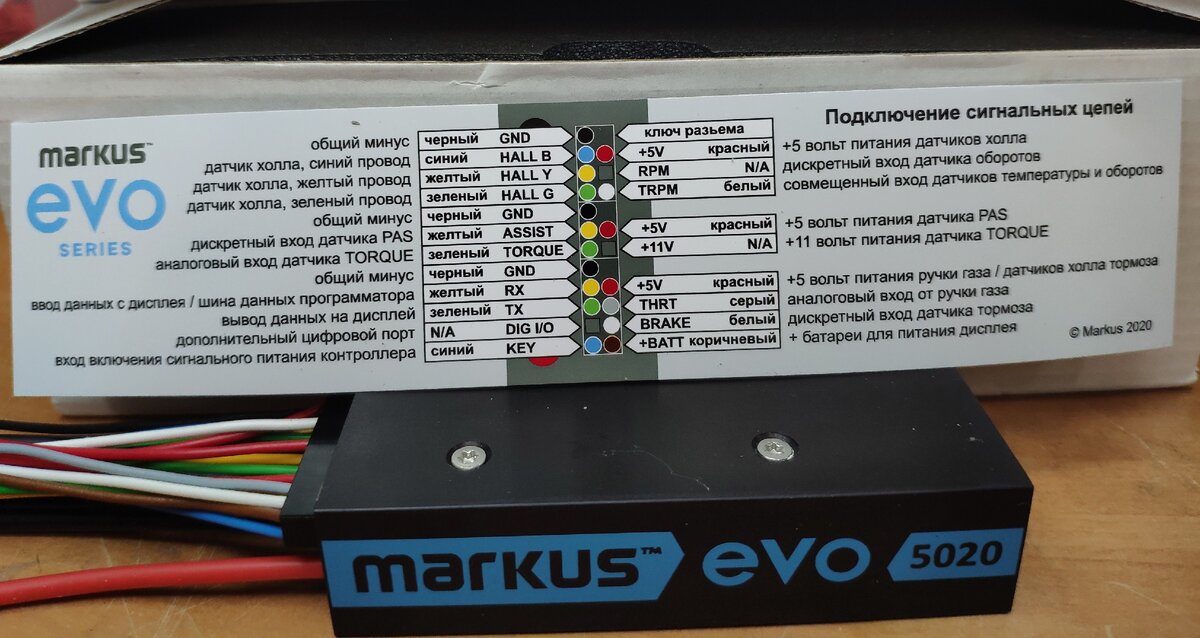 markus™
evo
SERIES
Подключение сигнальных цепей
общий минус черный GND ключ разьема
датчик холла, синий провод синий HALL B +5V красный +5 вольт питания датчиков холла
датчик холла, желтый провод желтый HALL Y RPM N/A дискретный вход датчика оборотов
датчик холла, зеленый провод зеленый HALL G TRPM белый совмещенный вход датчиков температуры и оборотов
общий минус черный GND
дискретный вход датчика PAS желтый ASSIST +5V красный +5 вольт питания датчика PAS
аналоговый вход датчика TORQUE зеленый TORQUE +11V N/A +11 вольт питания датчика TORQUE
общий минус черный GND
ввод данных с дисплея / шина данных программатора желтый RX +5V красный +5 вольт питания ручки газа / датчиков холла тормоза
вывод данных на дисплей зеленый TX THRT серый аналоговый вход от ручки газа
дополнительный цифровой порт N/A DIG I/O BRAKE белый дискретный вход датчика тормоза
вход включения сигнального питания контроллера синий KEY +BATT коричневый + батареи для питания дисплея
© Markus 2020
markus™ evo 5020